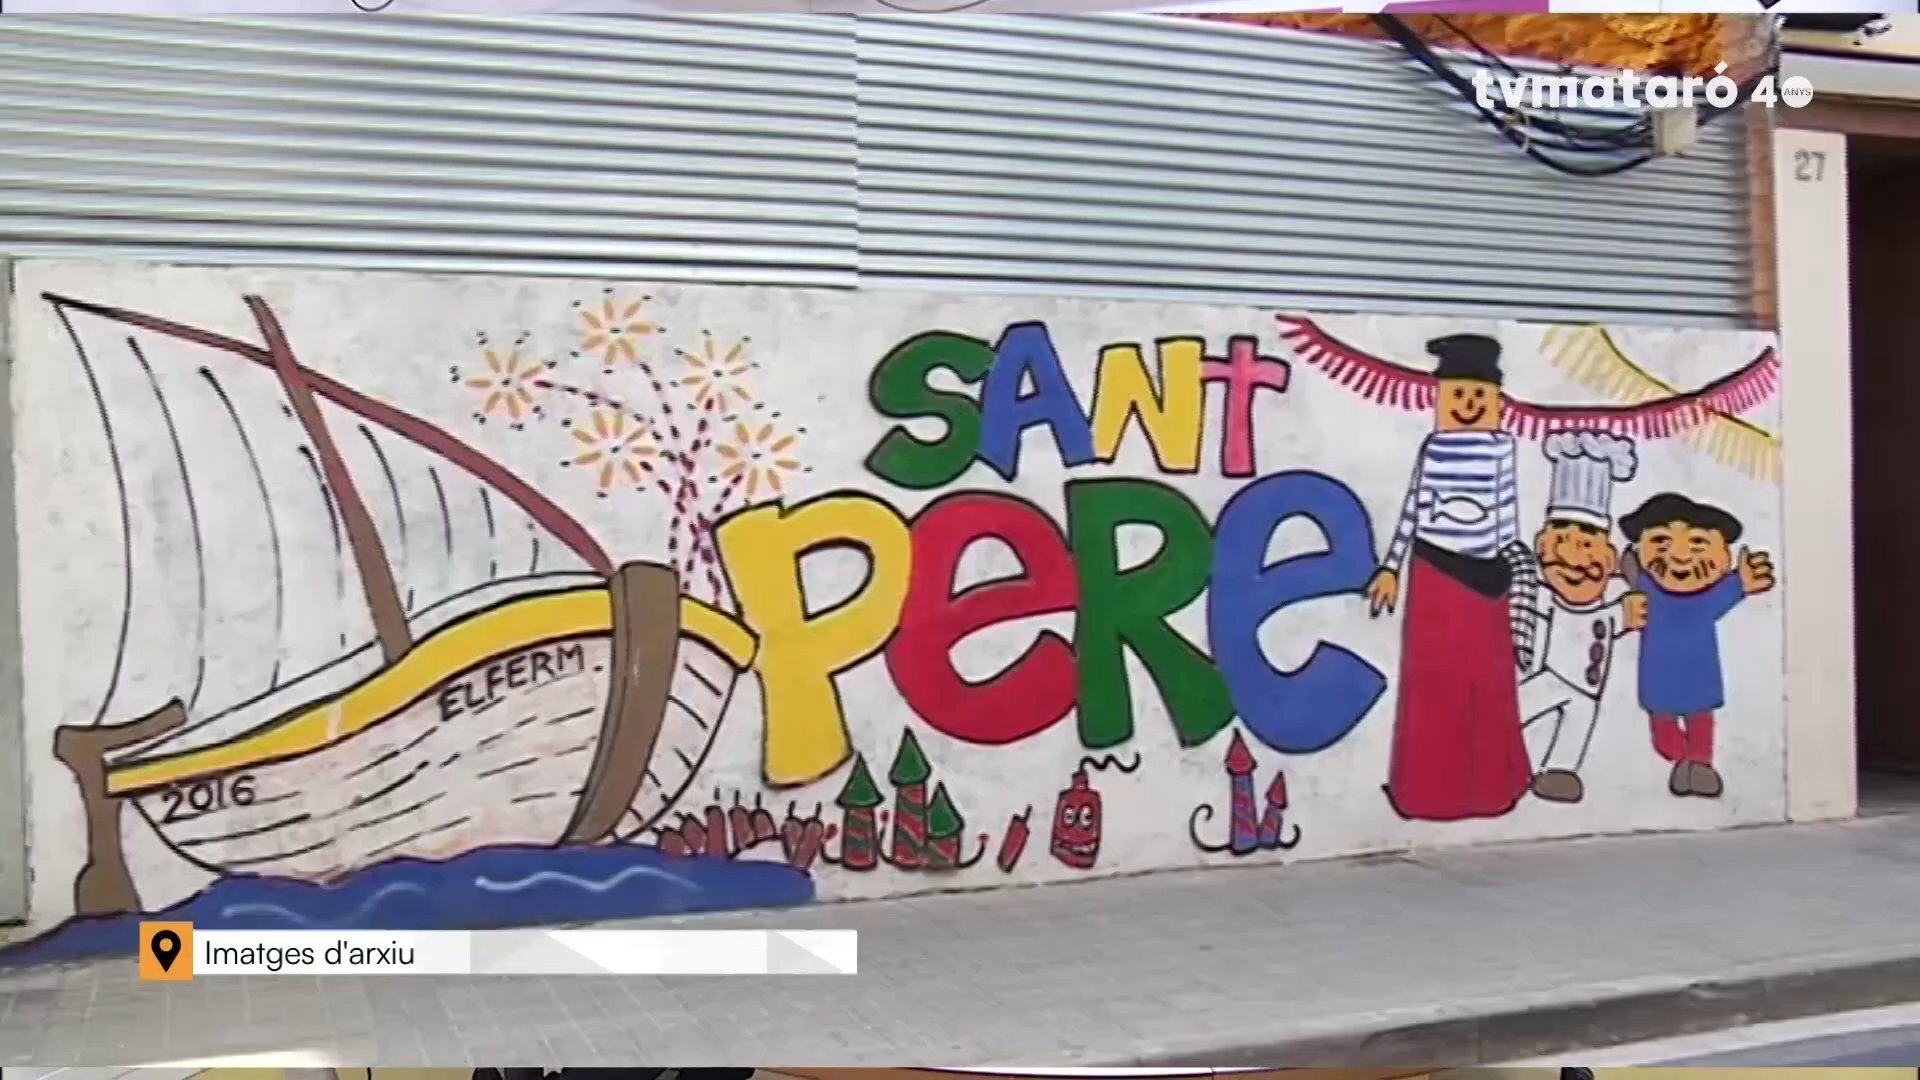 tvmataró 40 ANYS
27
SANT
PERE
ELFERM.
2016
Imatges d'arxiu